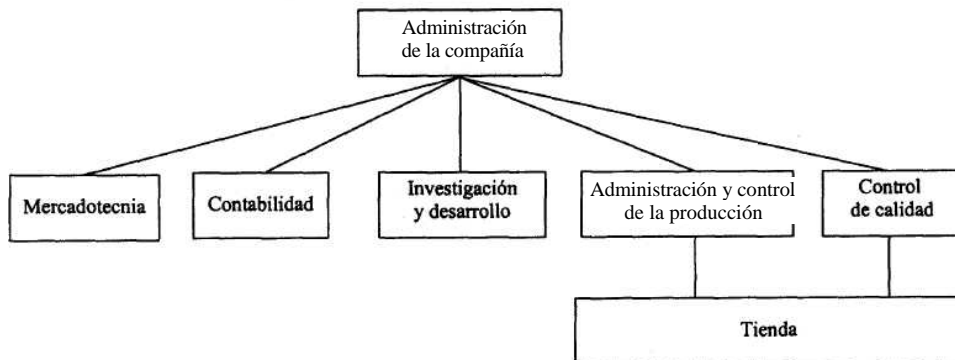 Administración
de la compañía
Mercadotecnia
Contabilidad
Investigación
y desarrollo
Administración y control
de la producción
Control
de calidad
Tienda